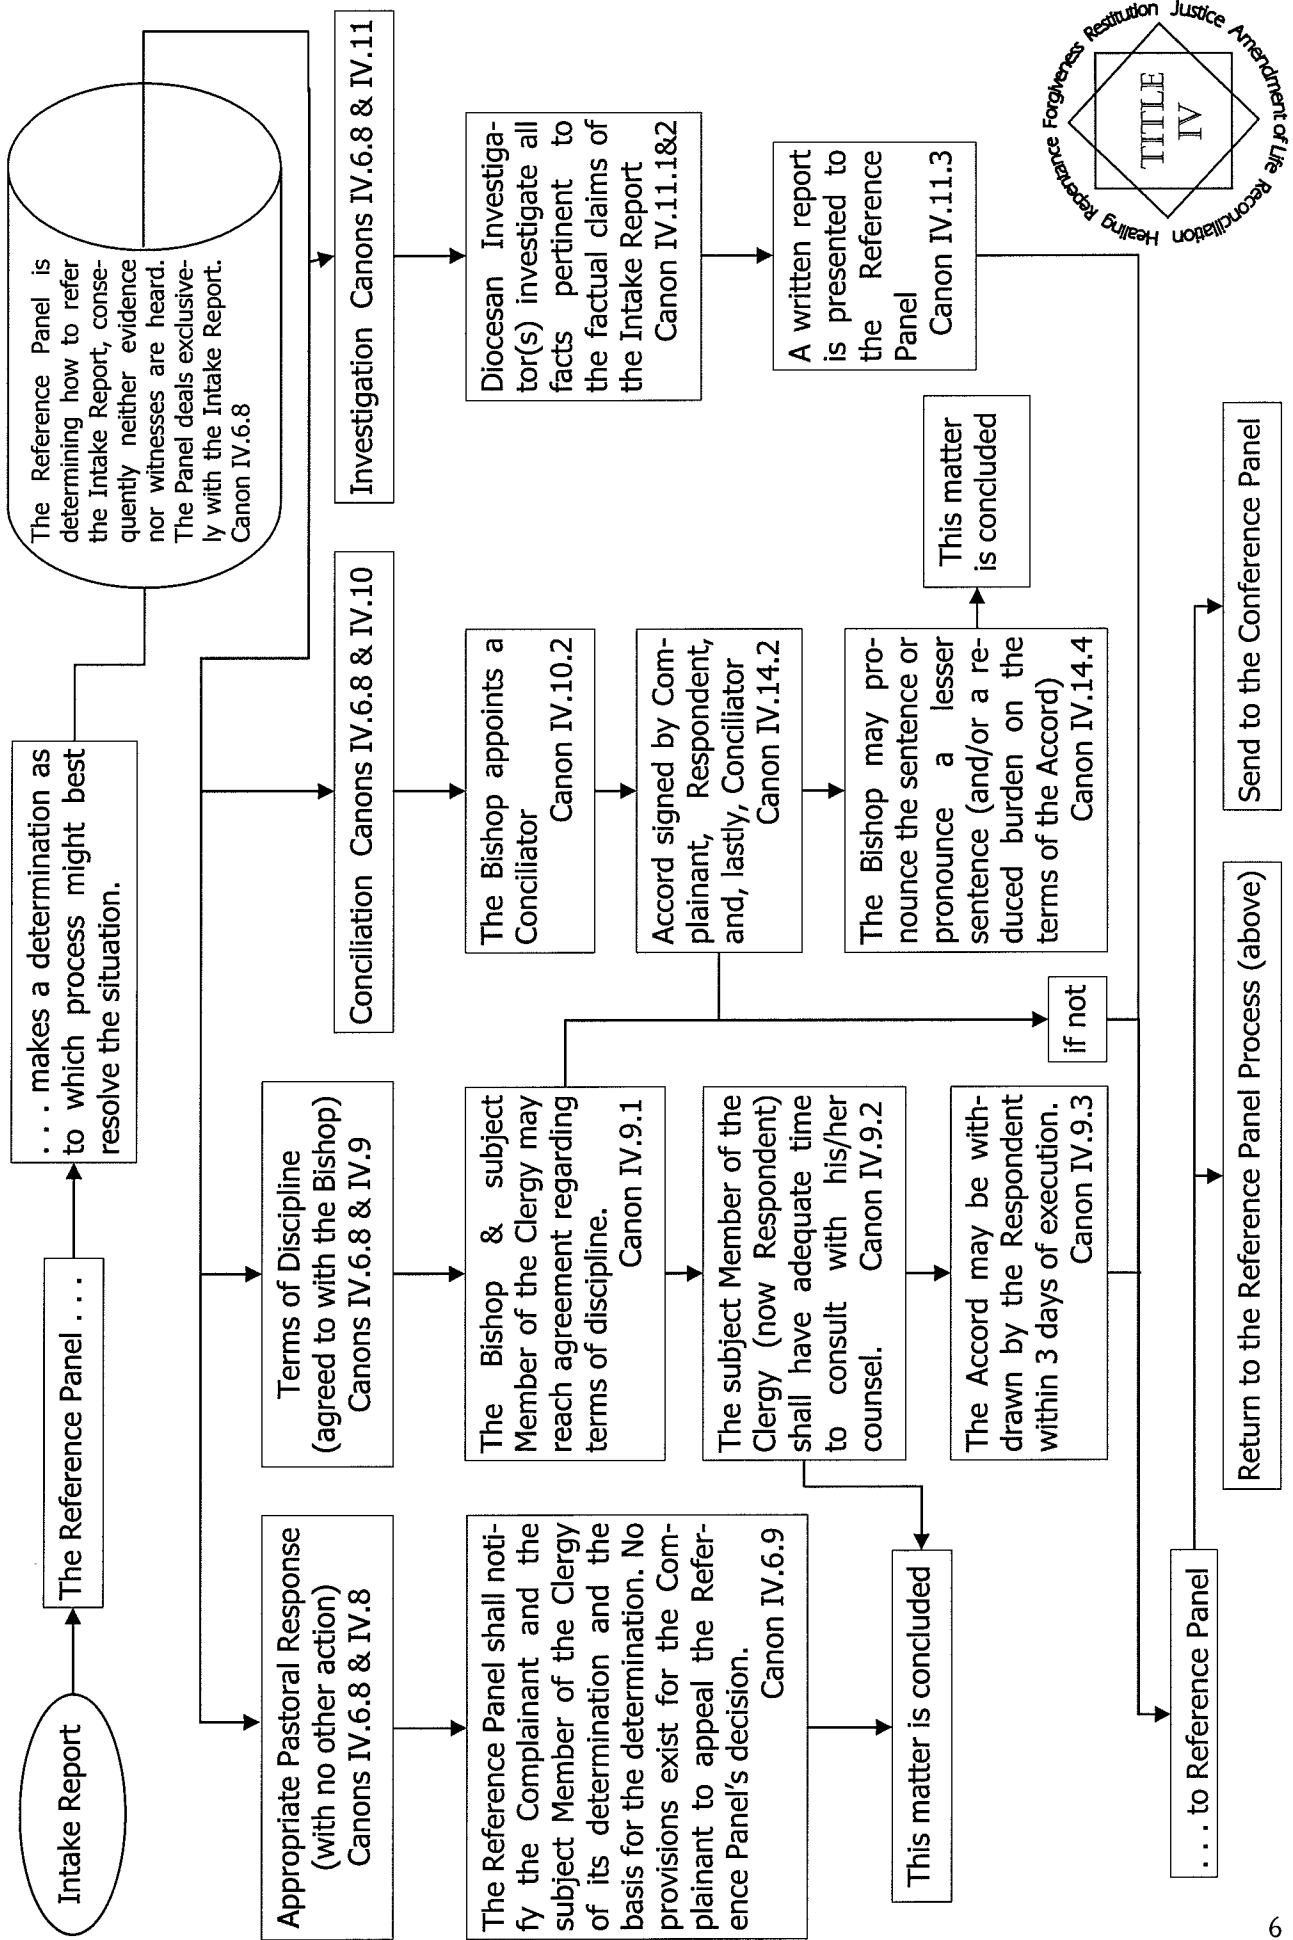 Intake Report
The Reference Panel . . . .
. . . makes a determination as
to which process might best
resolve the situation.
The Reference Panel is
determining how to refer
the Intake Report, conse-
quently neither evidence
nor witnesses are heard.
The Panel deals exclusive-
ly with the Intake Report.
Canon IV.6.8
Appropriate Pastoral Response
(with no other action)
Canons IV.6.8 & IV.8
The Reference Panel shall noti-
fy the Complainant and the
subject Member of the Clergy
of its determination and the
basis for the determination. No
provisions exist for the Com-
plainant to appeal the Refer-
ence Panel's decision.
Canon IV.6.9
This matter is concluded
Terms of Discipline
(agreed to with the Bishop)
Canons IV.6.8 & IV.9
The Bishop & subject
Member of the Clergy may
reach agreement regarding
terms of discipline.
Canon IV.9.1
The subject Member of the
Clergy (now Respondent)
shall have adequate time
to consult with his/her
counsel. Canon IV.9.2
The Accord may be with-
drawn by the Respondent
within 3 days of execution.
Canon IV.9.3
Conciliation Canons IV.6.8 & IV.10
The Bishop appoints a
Conciliator
Canon IV.10.2
Accord signed by Com-
plainant, Respondent,
and, lastly, Conciliator
Canon IV.14.2
The Bishop may pro-
nounce the sentence or
pronounce a lesser
sentence (and/or a re-
duced burden on the
terms of the Accord)
Canon IV.14.4
This matter
is concluded
if not
Investigation Canons IV.6.8 & IV.11
Diocesan Investiga-
tor(s) investigate all
facts pertinent to
the factual claims of
the Intake Report
Canon IV.11.1&2
A written report
is presented to
the Reference
Panel
Canon IV.11.3
. . . . to Reference Panel
Return to the Reference Panel Process (above)
Send to the Conference Panel
Healing Repentance Forgiveness Restitution Justice Amendment of Life Reconciliation
TITLE
IV
6